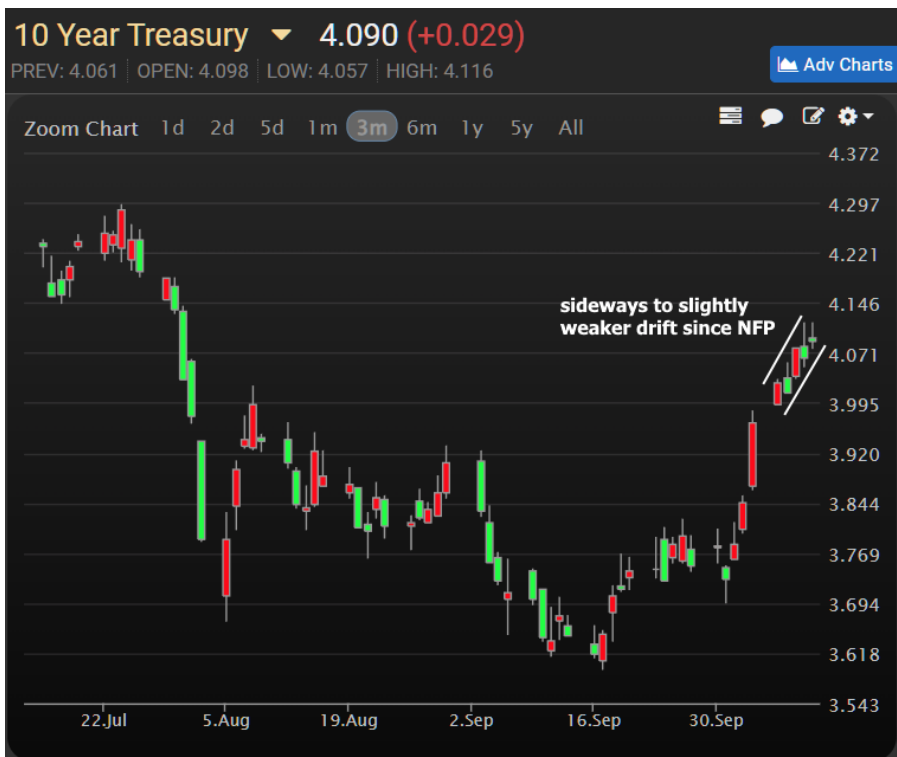 10 Year Treasury 4.090 (+0.029)
PREV: 4.061 OPEN: 4.098 LOW: 4.057 HIGH: 4.116
Adv Charts
Zoom Chart 1d 2d 5d 1m 3m 6m 1y 5y All
4.372
4.297
4.221
sideways to slightly
weaker drift since NFP
4.146
4.071
3.995
3.920
3.844
3.769
3.694
3.618
3.543
22.Jul 5.Aug 19.Aug 2.Sep 16.Sep 30.Sep